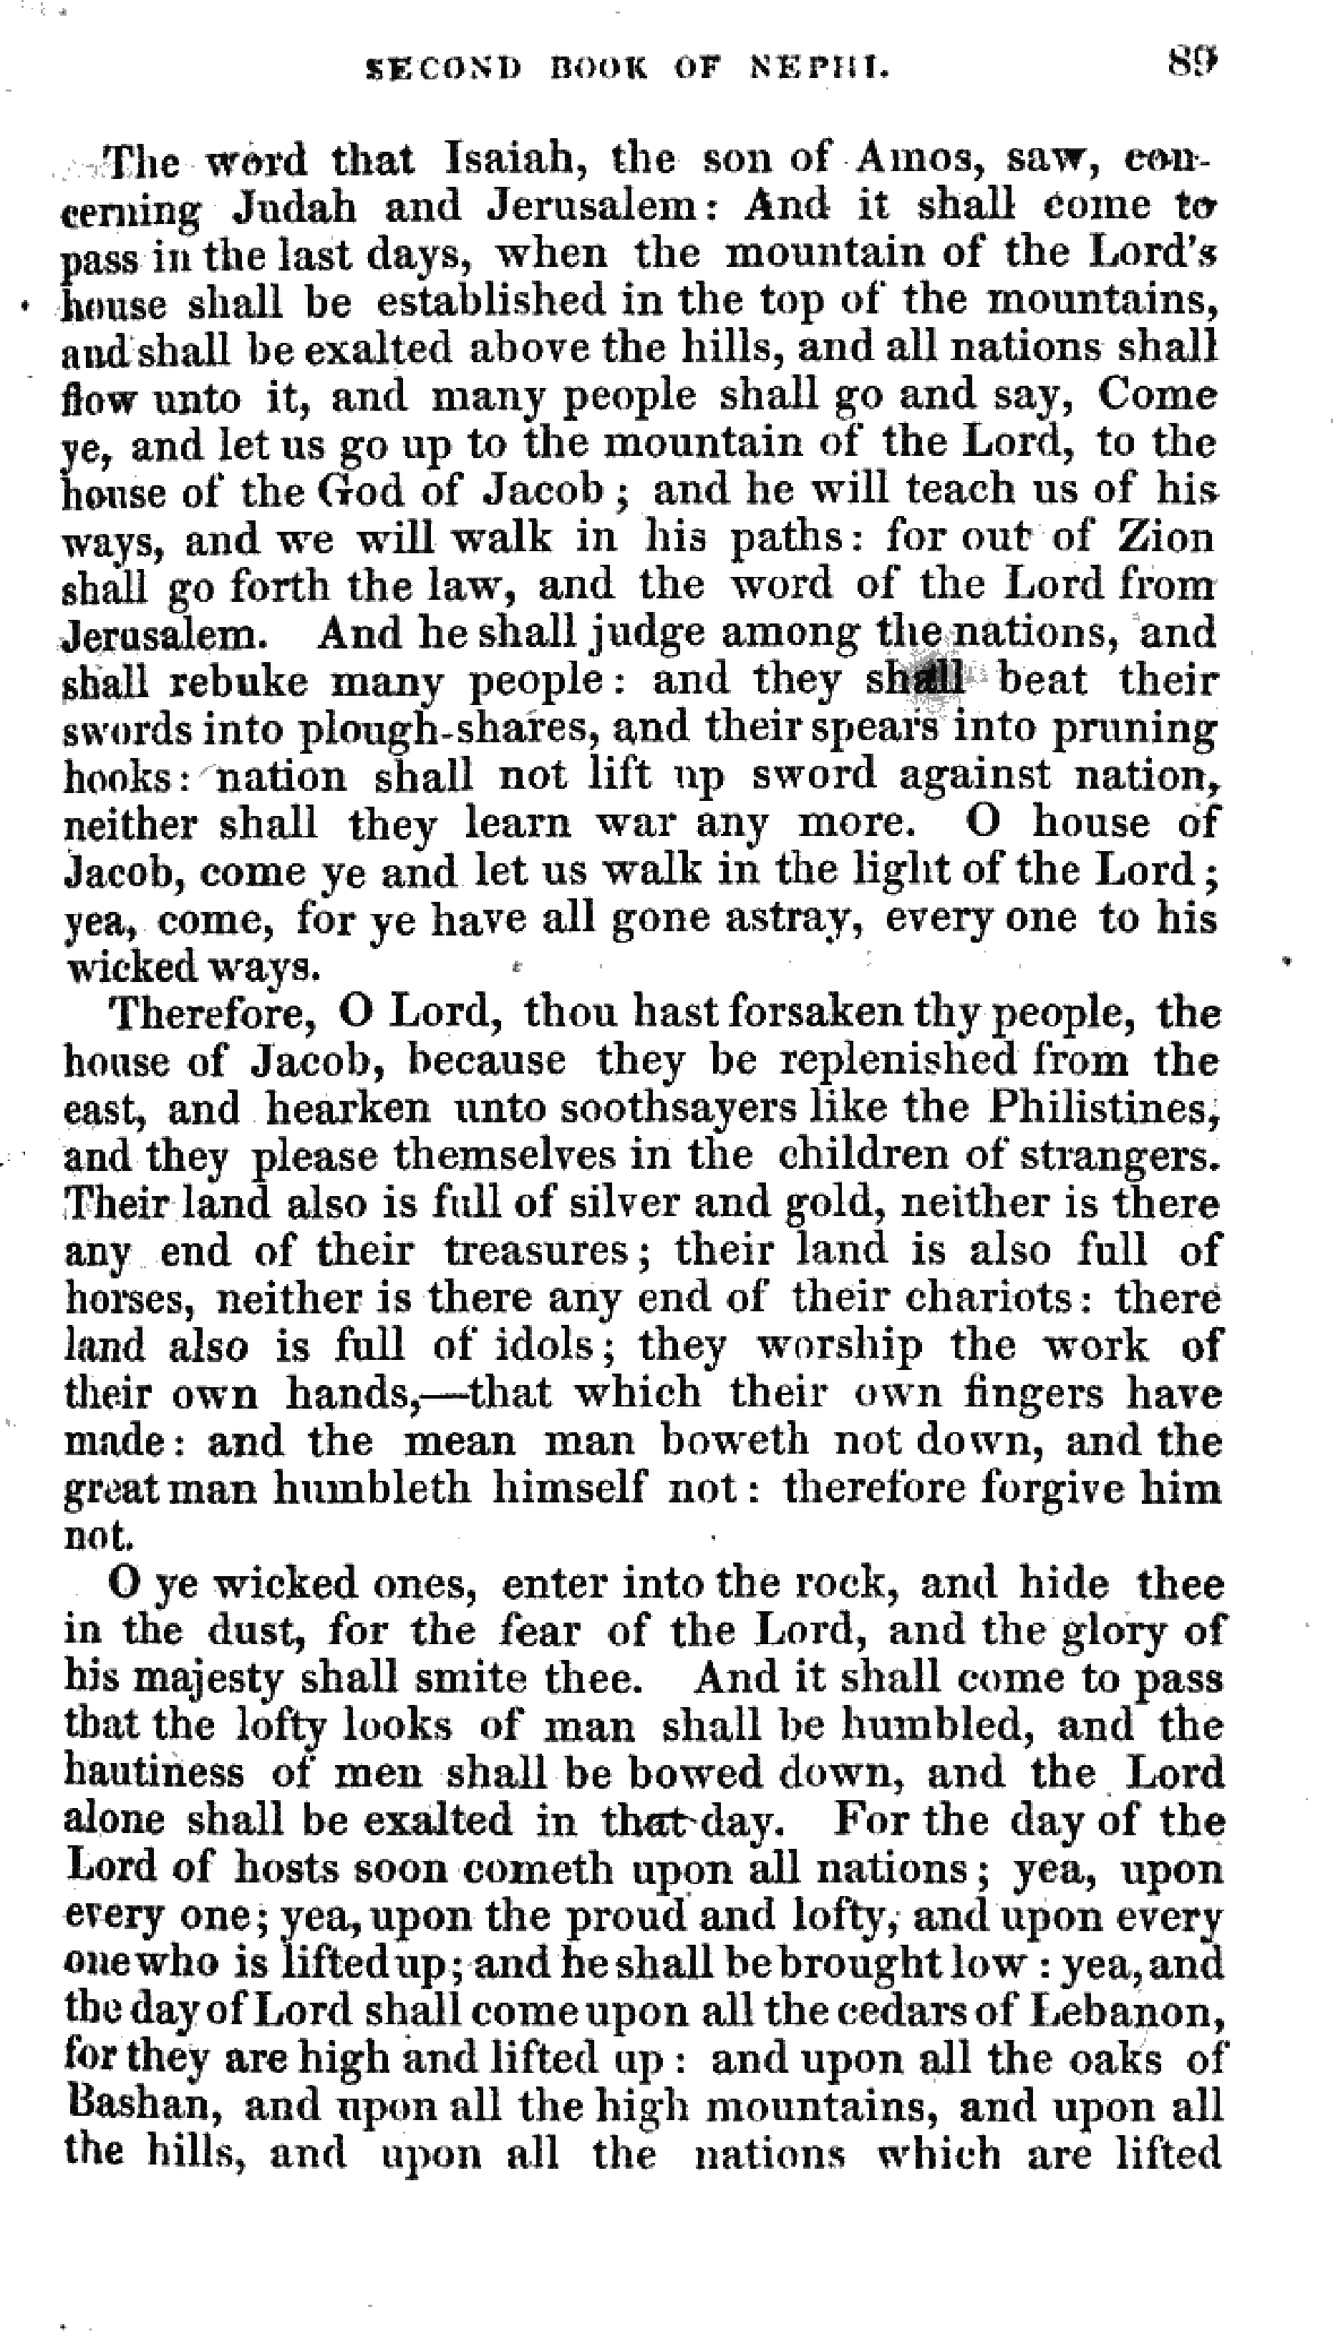 SECOND BOOK OF NEPHI. 89
The word that Isaiah, the son of Amos, saw, con-
cerning Judah and Jerusalem: And it shall come to
pass in the last days, when the mountain of the Lord's
house shall be established in the top of the mountains,
and shall be exalted above the hills, and all nations shall
flow unto it, and many people shall go and say, Come
ye, and let us go up to the mountain of the Lord, to the
house of the God of Jacob; and he will teach us of his
ways, and we will walk in his paths: for out of Zion
shall go forth the law, and the word of the Lord from
Jerusalem. And he shall judge among the nations, and
shall rebuke many people: and they shall beat their
swords into plough-shares, and their spears into pruning
hooks: nation shall not lift up sword against nation,
neither shall they learn war any more. O house of
Jacob, come ye and let us walk in the light of the Lord;
yea, come, for ye have all gone astray, every one to his
wicked ways.
Therefore, O Lord, thou hast forsaken thy people, the
house of Jacob, because they be replenished from the
east, and hearken unto soothsayers like the Philistines,
and they please themselves in the children of strangers.
Their land also is full of silver and gold, neither is there
any end of their treasures; their land is also full of
horses, neither is there any end of their chariots: there
land also is full of idols; they worship the work of
their own hands,—that which their own fingers have
made: and the mean man boweth not down, and the
great man humbleth himself not: therefore forgive him
not.
O ye wicked ones, enter into the rock, and hide thee
in the dust, for the fear of the Lord, and the glory of
his majesty shall smite thee. And it shall come to pass
that the lofty looks of man shall be humbled, and the
hautiness of men shall be bowed down, and the Lord
alone shall be exalted in that day. For the day of the
Lord of hosts soon cometh upon all nations; yea, upon
every one; yea, upon the proud and lofty, and upon every
one who is lifted up; and he shall be brought low: yea, and
the day of Lord shall come upon all the cedars of Lebanon,
for they are high and lifted up: and upon all the oaks of
Bashan, and upon all the high mountains, and upon all
the hills, and upon all the nations which are lifted